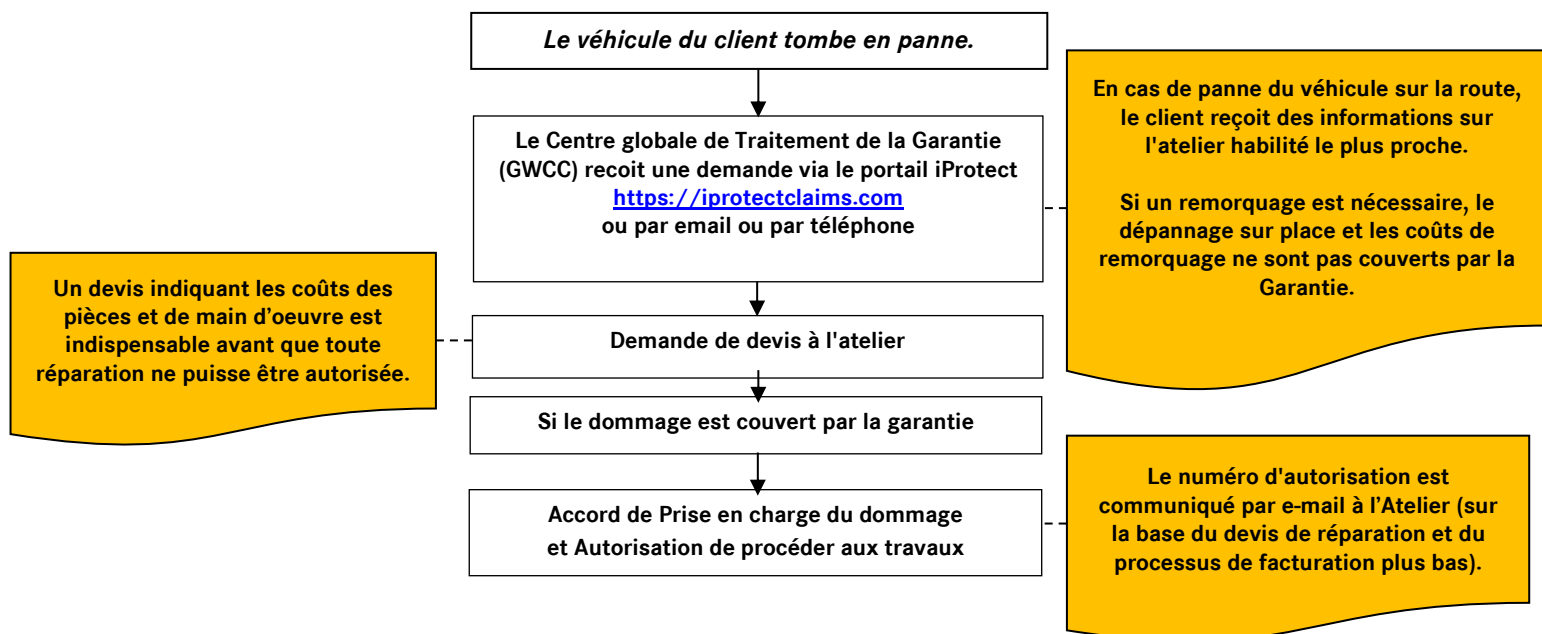 Le véhicule du client tombe en panne.
Le Centre globale de Traitement de la Garantie
(GWCC) recoit une demande via le portail iProtect
https://iprotectclaims.com
ou par email ou par téléphone
En cas de panne du véhicule sur la route,
le client reçoit des informations sur
l'atelier habilité le plus proche.
Si un remorquage est nécessaire, le
dépannage sur place et les coûts de
remorquage ne sont pas couverts par la
Garantie.
Un devis indiquant les coûts des
pièces et de main d’oeuvre est
indispensable avant que toute
réparation ne puisse être autorisée.
Demande de devis à l'atelier
Si le dommage est couvert par la garantie
Accord de Prise en charge du dommage
et Autorisation de procéder aux travaux
Le numéro d'autorisation est
communiqué par e-mail à l’Atelier (sur
la base du devis de réparation et du
processus de facturation plus bas).